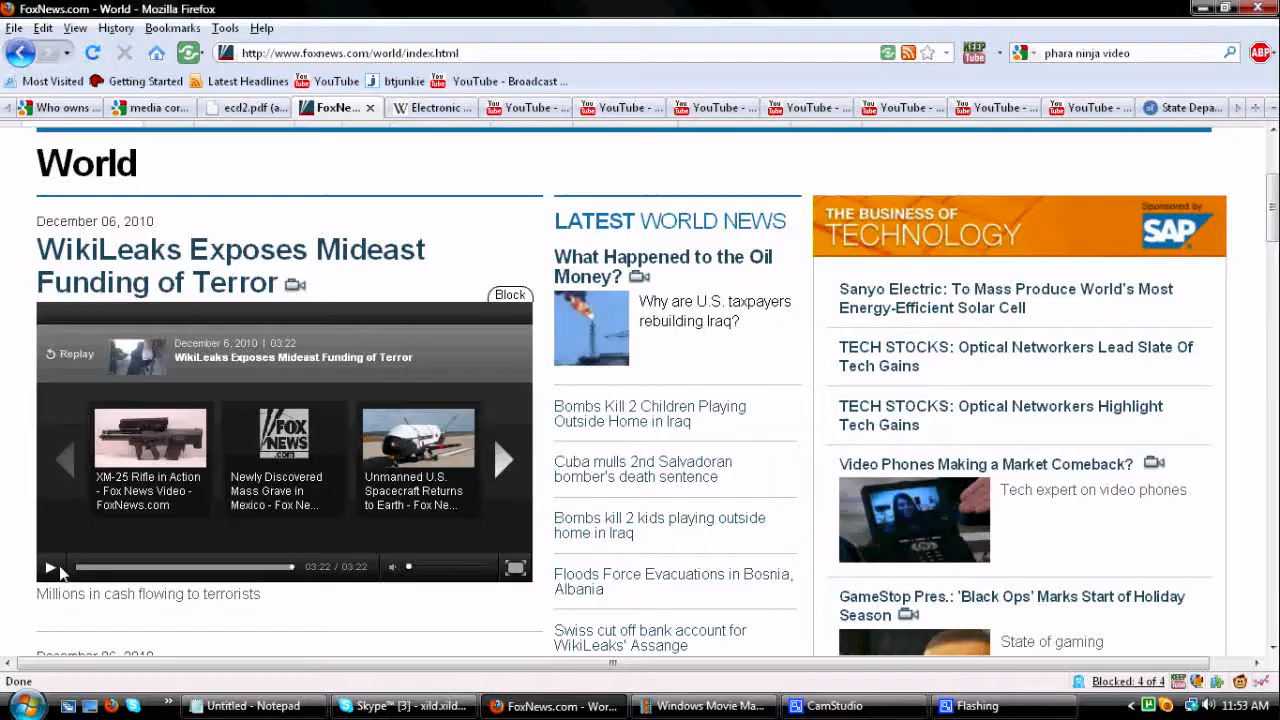 FoxNews.com - World - Mozilla Firefox
File Edit View History Bookmarks Tools Help
http://www.foxnews.com/world/index.html
KEEP Tube
phara ninja video
ABP
Most Visited Getting Started Latest Headlines YouTube btjunkie YouTube - Broadcast ...
Who owns ... media cor... ecd2.pdf (a... FoxNe... Electronic ... YouTube - ... YouTube - ... YouTube - ... YouTube - ... YouTube - ... YouTube - ... YouTube - ... State Depa...
World
December 06, 2010
WikiLeaks Exposes Mideast
Funding of Terror
Block
Replay
December 6, 2010 | 03:22
WikiLeaks Exposes Mideast Funding of Terror
XM-25 Rifle in Action
- Fox News Video -
FoxNews.com
FOX
NEWS
.com
Newly Discovered
Mass Grave in
Mexico - Fox Ne...
Unmanned U.S.
Spacecraft Returns
to Earth - Fox Ne...
03:22 / 03:22
Millions in cash flowing to terrorists
December 06, 2010
LATEST WORLD NEWS
What Happened to the Oil
Money?
Why are U.S. taxpayers
rebuilding Iraq?
Bombs Kill 2 Children Playing
Outside Home in Iraq
Cuba mulls 2nd Salvadoran
bomber's death sentence
Bombs kill 2 kids playing outside
home in Iraq
Floods Force Evacuations in Bosnia,
Albania
Swiss cut off bank account for
WikiLeaks' Assange
THE BUSINESS OF
TECHNOLOGY
Sponsored by
SAP
Sanyo Electric: To Mass Produce World's Most
Energy-Efficient Solar Cell
TECH STOCKS: Optical Networkers Lead Slate Of
Tech Gains
TECH STOCKS: Optical Networkers Highlight
Tech Gains
Video Phones Making a Market Comeback?
Tech expert on video phones
GameStop Pres.: 'Black Ops' Marks Start of Holiday
Season
State of gaming
Done
Blocked: 4 of 4
Untitled - Notepad
Skype™ [3] - xild.xild...
FoxNews.com - Wor...
Windows Movie Ma...
CamStudio
Flashing
11:53 AM